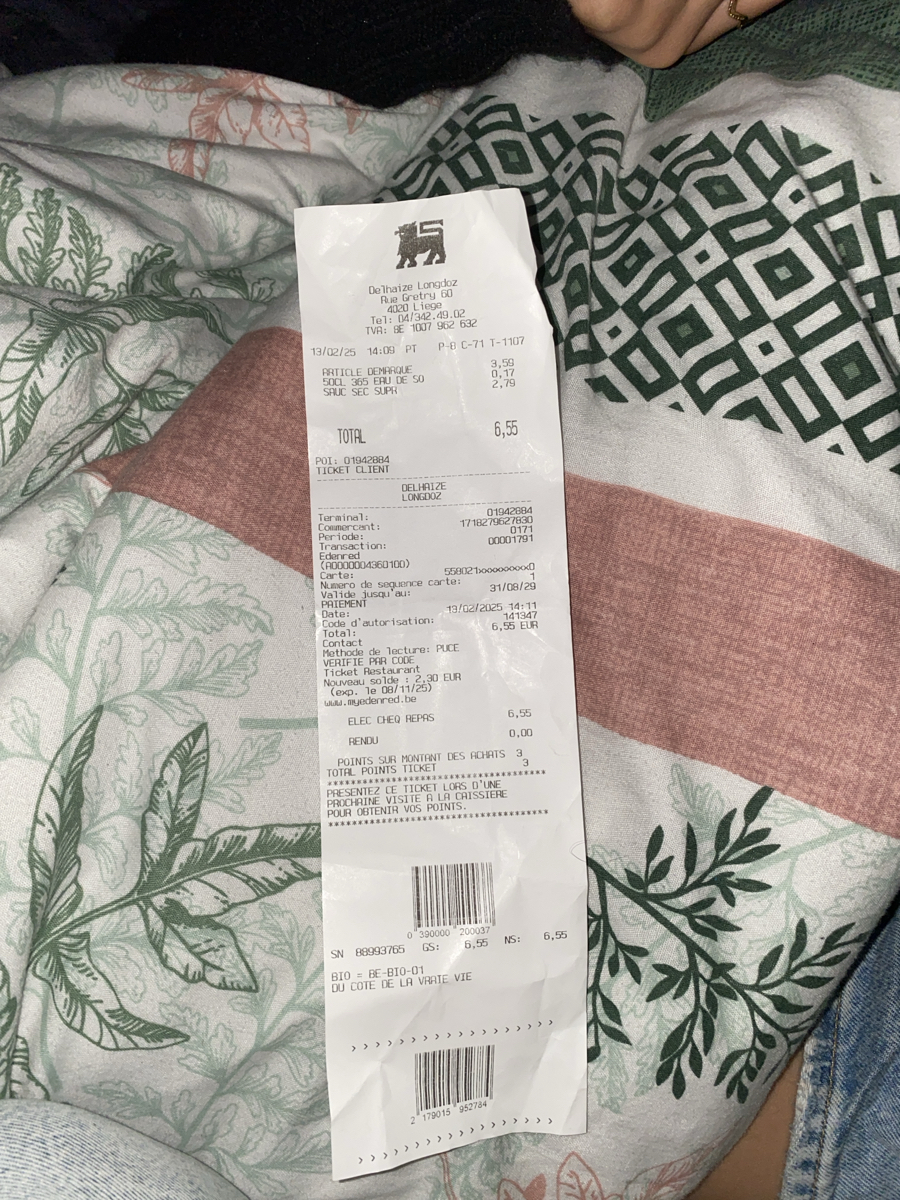 Delhaize Longdoz
Rue Gretry 60
4020 Liege
Tel: 04/342.49.02
TVA: BE 1007 962 632
13/02/25 14:09 PT P-8 C-71 T-1107
ARTICLE DEMARQUE 3,59
50CL 365 EAU DE SO 0,17
SAUC SEC SUPR 2,79
TOTAL 6,55
POI: 01942884
TICKET CLIENT
DELHAIZE
LONGDOZ
Terminal: 01942884
Commercant: 1718279627830
Periode: 0171
Transaction: 00001791
Edenred
(A0000004360100)
Carte: 558021xxxxxxxxx0
Numero de sequence carte: 1
Valide jusqu'au: 31/08/29
PAIEMENT
Date: 13/02/2025 14:11
Code d'autorisation: 141347
Total: 6,55 EUR
Contact
Methode de lecture: PUCE
VERIFIE PAR CODE
Ticket Restaurant
Nouveau solde : 2,30 EUR
(exp. le 08/11/25)
www.myedenred.be
ELEC CHEQ REPAS 6,55
RENDU 0,00
POINTS SUR MONTANT DES ACHATS 3
TOTAL POINTS TICKET 3
****************************************
PRESENTEZ CE TICKET LORS D'UNE
PROCHAINE VISITE A LA CAISSIERE
POUR OBTENIR VOS POINTS.
****************************************
0 390000 200037
SN 88993765 GS: 6,55 NS: 6,55
BIO = BE-BIO-01
DU COTE DE LA VRAIE VIE
2 179015 952784